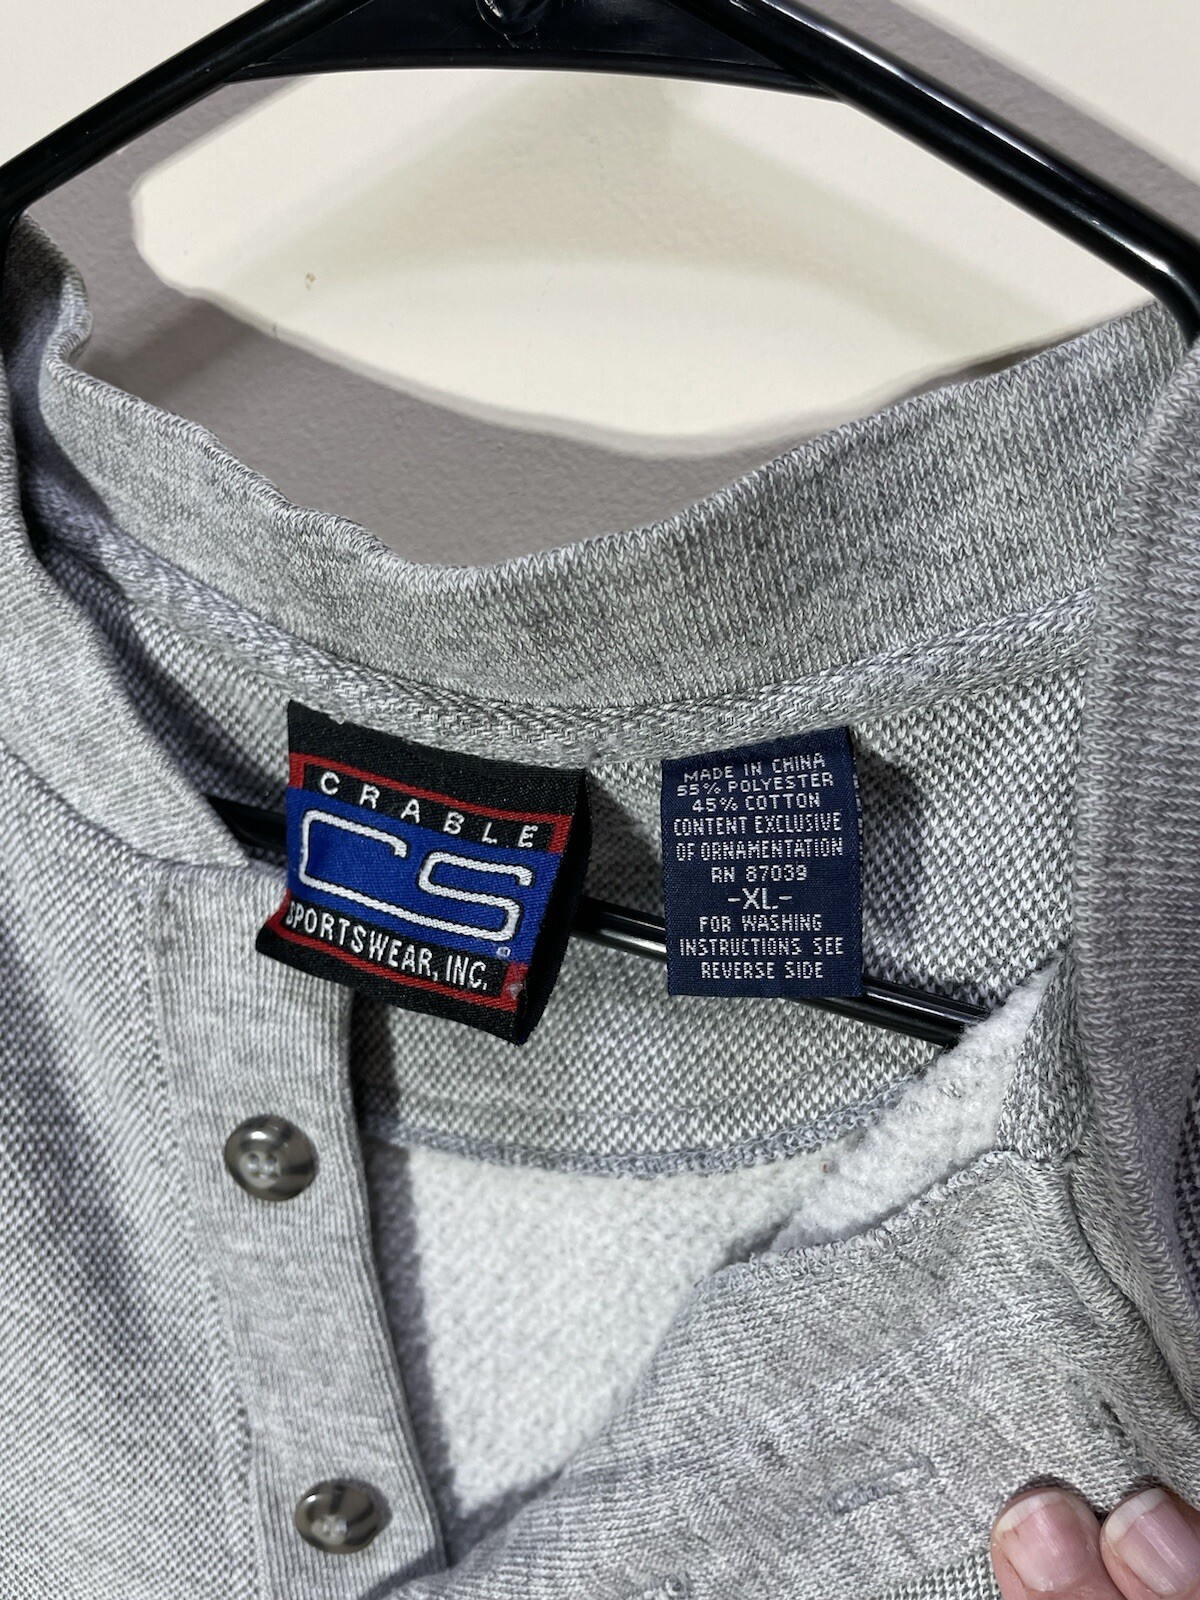 CRABLE
CS
SPORTSWEAR, INC.
MADE IN CHINA
55% POLYESTER
45% COTTON
CONTENT EXCLUSIVE
OF ORNAMENTATION
RN 87039
-XL-
FOR WASHING
INSTRUCTIONS SEE
REVERSE SIDE